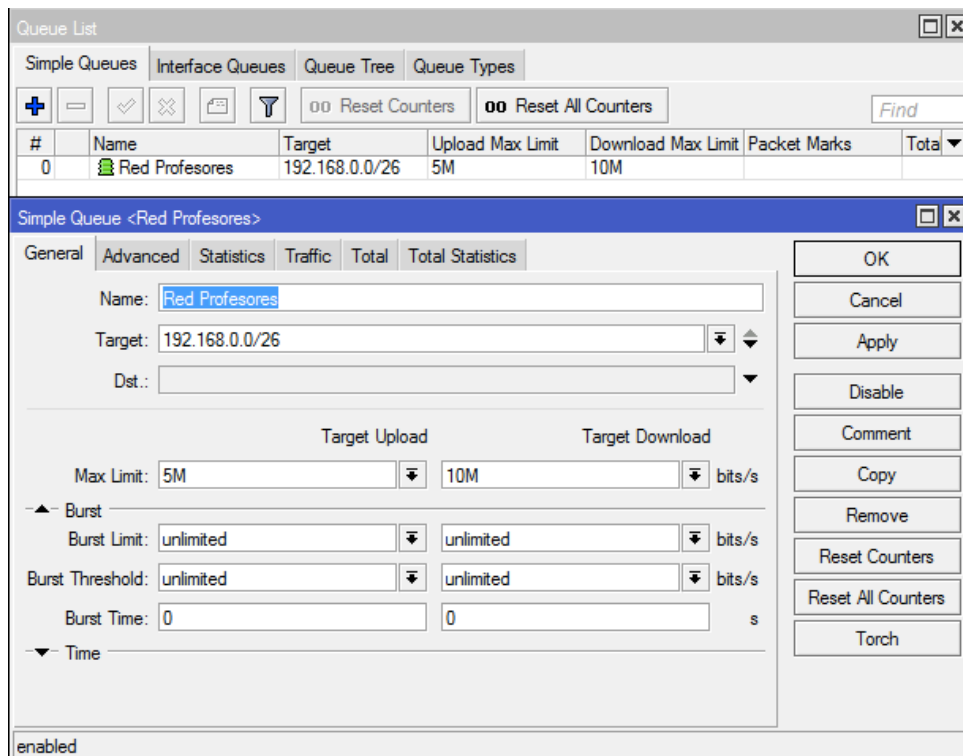 Queue List
Simple Queues Interface Queues Queue Tree Queue Types
00 Reset Counters 00 Reset All Counters Find
# Name Target Upload Max Limit Download Max Limit Packet Marks Tota
0 Red Profesores 192.168.0.0/26 5M 10M
Simple Queue <Red Profesores>
General Advanced Statistics Traffic Total Total Statistics
OK
Name: Red Profesores
Cancel
Target: 192.168.0.0/26
Apply
Dst.:
Disable
Target Upload Target Download
Comment
Max Limit: 5M 10M bits/s
Copy
Burst
Remove
Burst Limit: unlimited unlimited bits/s
Reset Counters
Burst Threshold: unlimited unlimited bits/s
Reset All Counters
Burst Time: 0 0 s
Torch
Time
enabled